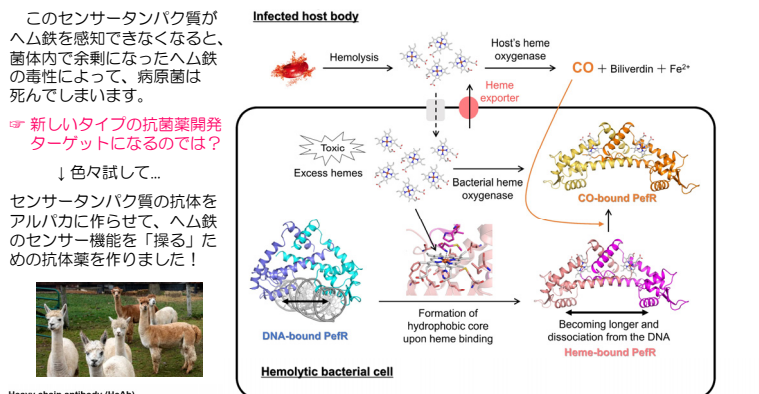 このセンサータンパク質が
ヘム鉄を感知できなくなると、
菌体内で余剰になったヘム鉄
の毒性によって、病原菌は
死んでしまいます。
☞ 新しいタイプの抗菌薬開発
ターゲットになるのでは？
↓ 色々試して...
センサータンパク質の抗体を
アルパカに作らせて、ヘム鉄
のセンサー機能を「操る」た
めの抗体薬を作りました！
Heavy chain antibody (HcAb)
Infected host body
Hemolysis
Host's heme
oxygenase
CO + Biliverdin + Fe²⁺
Heme
exporter
Toxic
Excess hemes
Bacterial heme
oxygenase
CO-bound PefR
DNA-bound PefR
Formation of
hydrophobic core
upon heme binding
Becoming longer and
dissociation from the DNA
Heme-bound PefR
Hemolytic bacterial cell